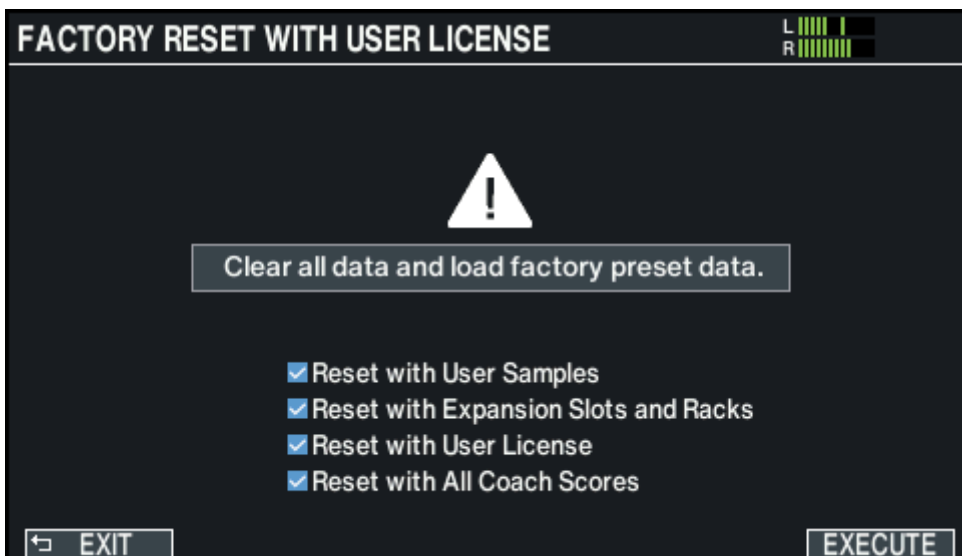 FACTORY RESET WITH USER LICENSE
L
R
!
Clear all data and load factory preset data.
Reset with User Samples
Reset with Expansion Slots and Racks
Reset with User License
Reset with All Coach Scores
EXIT
EXECUTE